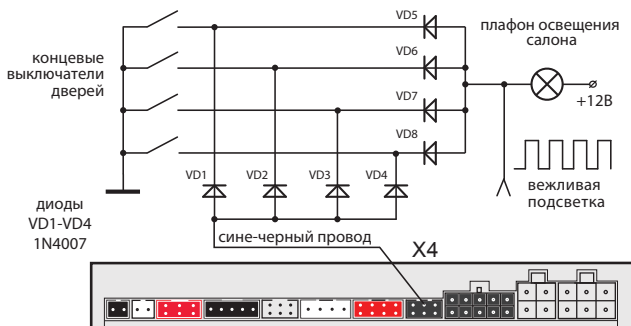 VD5
плафон освещения
салона
концевые
выключатели
дверей
VD6
VD7
+12В
VD8
VD1
VD2
VD3
VD4
вежливая
подсветка
диоды
VD1-VD4
1N4007
сине-черный провод
X4